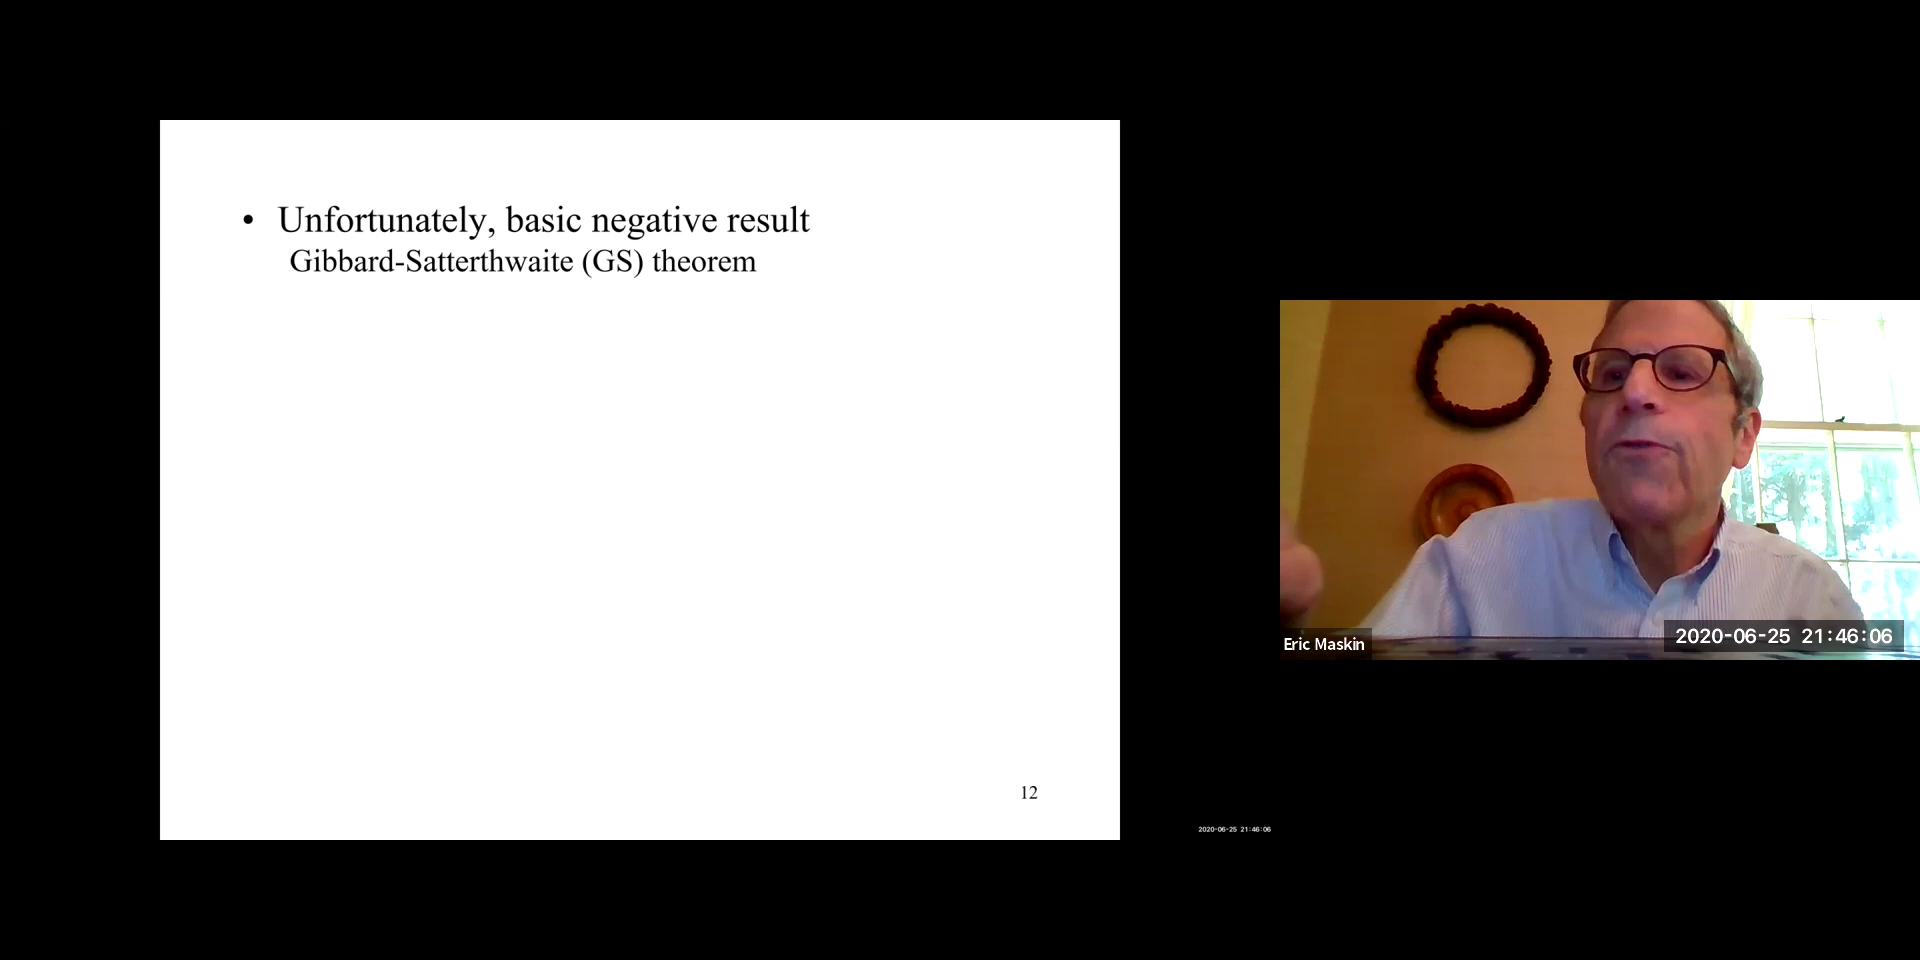 • Unfortunately, basic negative result
Gibbard-Satterthwaite (GS) theorem
12
Eric Maskin
2020-06-25 21:46:06
2020-06-25 21:46:06